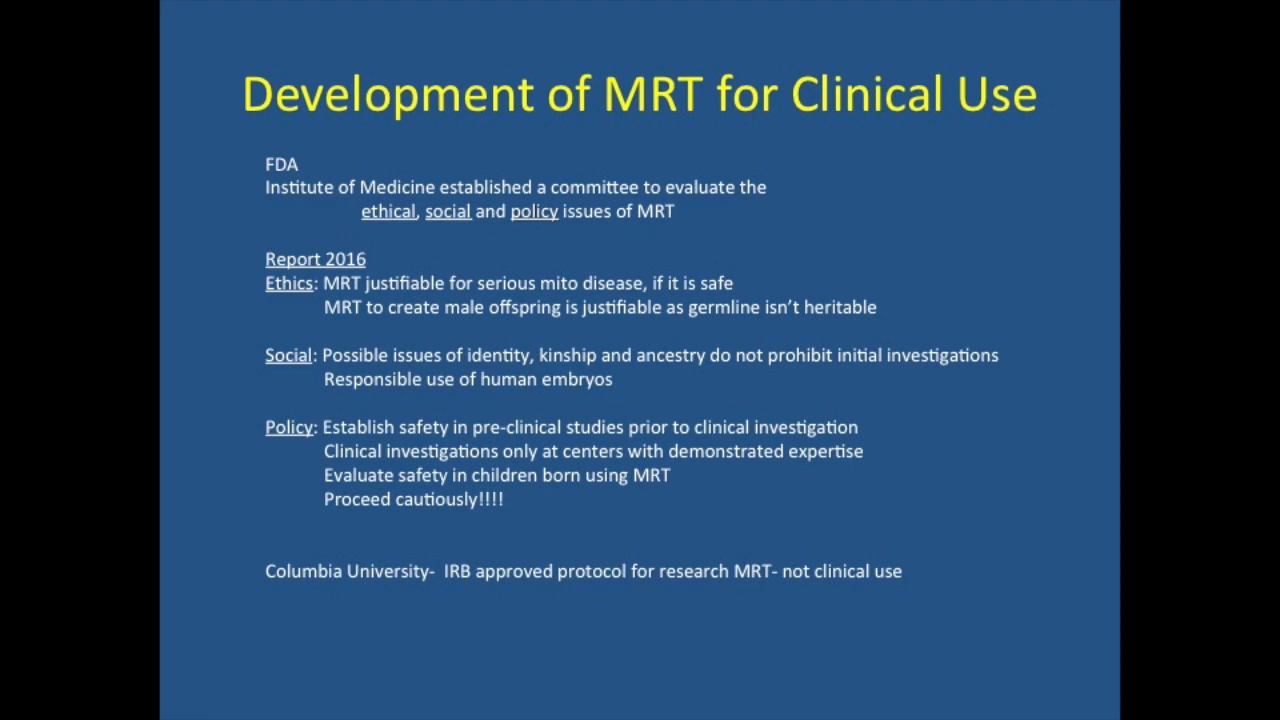 Development of MRT for Clinical Use
FDA
Institute of Medicine established a committee to evaluate the
ethical, social and policy issues of MRT
Report 2016
Ethics: MRT justifiable for serious mito disease, if it is safe
MRT to create male offspring is justifiable as germline isn't heritable
Social: Possible issues of identity, kinship and ancestry do not prohibit initial investigations
Responsible use of human embryos
Policy: Establish safety in pre-clinical studies prior to clinical investigation
Clinical investigations only at centers with demonstrated expertise
Evaluate safety in children born using MRT
Proceed cautiously!!!!
Columbia University- IRB approved protocol for research MRT- not clinical use